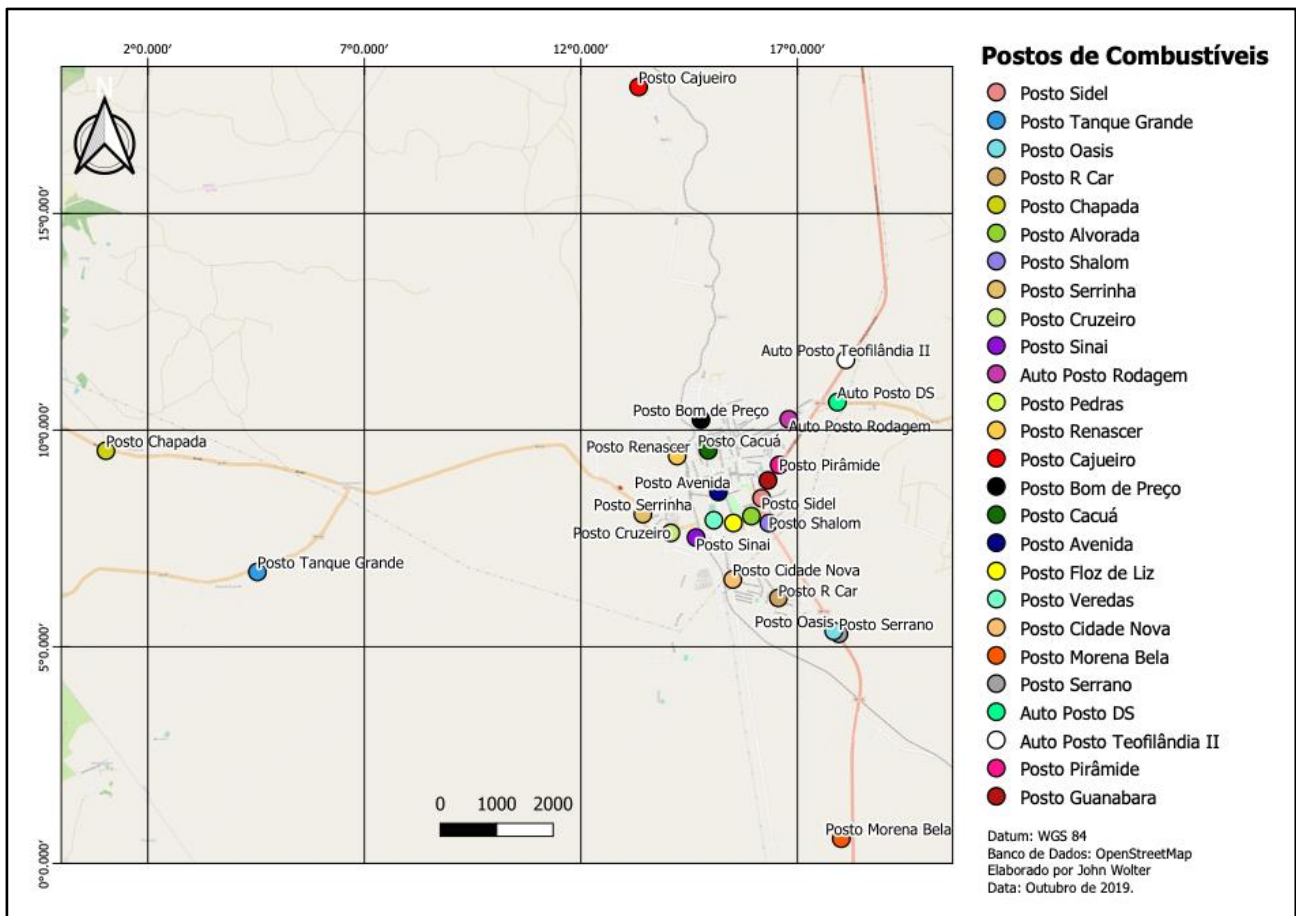 2°0.000' 7°0.000' 12°0.000' 17°0.000'
N
15°0.000'
10°0.000'
5°0.000'
0°0.000'
Posto Cajueiro
Auto Posto Teofilândia II
Auto Posto DS
Posto Bom de Preço
Auto Posto Rodagem
Posto Chapada
Posto Renascer
Posto Cacuá
Posto Pirâmide
Posto Avenida
Posto Serrinha
Posto Sidel
Posto Cruzeiro
Posto Shalom
Posto Sinai
Posto Tanque Grande
Posto Cidade Nova
Posto R Car
Posto Oasis
Posto Serrano
Posto Morena Bela
0 1000 2000
Postos de Combustíveis
Posto Sidel
Posto Tanque Grande
Posto Oasis
Posto R Car
Posto Chapada
Posto Alvorada
Posto Shalom
Posto Serrinha
Posto Cruzeiro
Posto Sinai
Auto Posto Rodagem
Posto Pedras
Posto Renascer
Posto Cajueiro
Posto Bom de Preço
Posto Cacuá
Posto Avenida
Posto Floz de Liz
Posto Veredas
Posto Cidade Nova
Posto Morena Bela
Posto Serrano
Auto Posto DS
Auto Posto Teofilândia II
Posto Pirâmide
Posto Guanabara
Datum: WGS 84
Banco de Dados: OpenStreetMap
Elaborado por John Wolter
Data: Outubro de 2019.